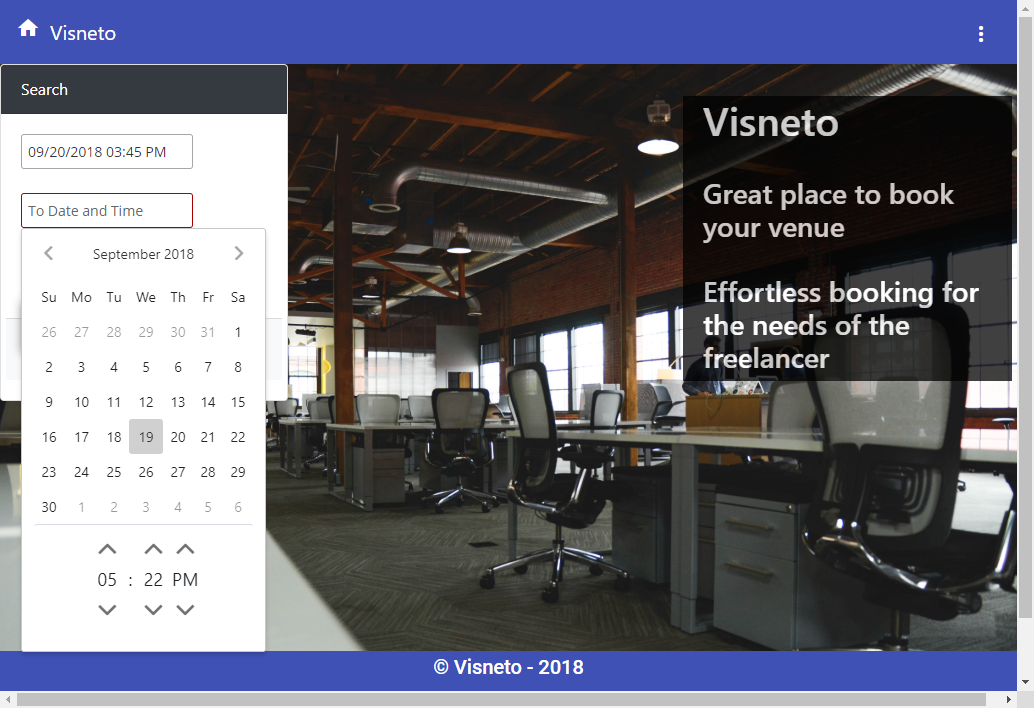 Visneto
Search
09/20/2018 03:45 PM
To Date and Time
September 2018
Su Mo Tu We Th Fr Sa
26 27 28 29 30 31 1
2 3 4 5 6 7 8
9 10 11 12 13 14 15
16 17 18 19 20 21 22
23 24 25 26 27 28 29
30 1 2 3 4 5 6
05 : 22 PM
Visneto
Great place to book
your venue
Effortless booking for
the needs of the
freelancer
© Visneto - 2018